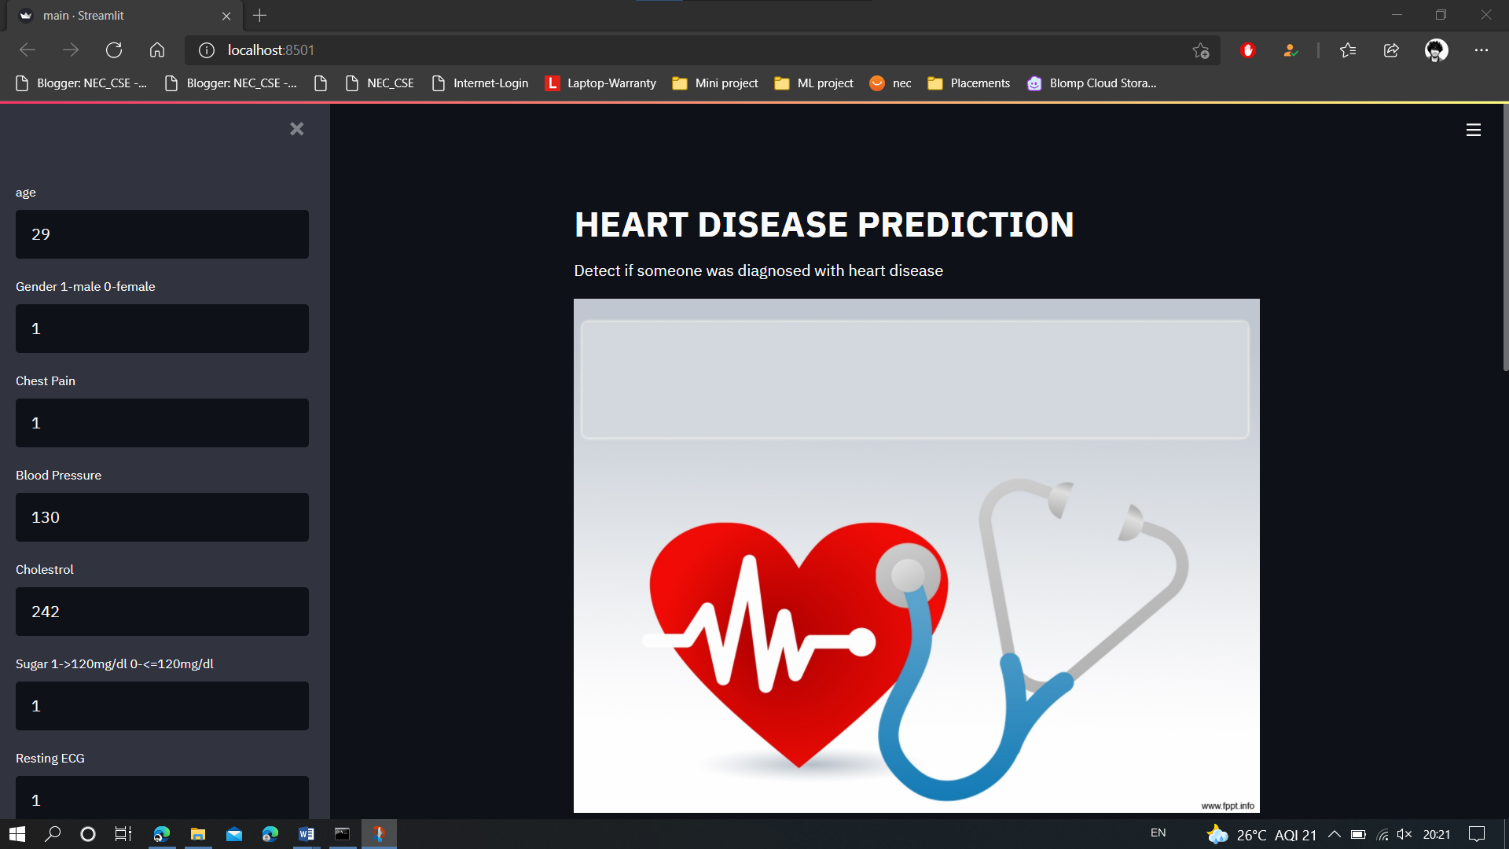 main · Streamlit
localhost:8501
Blogger: NEC_CSE -... Blogger: NEC_CSE -... NEC_CSE Internet-Login L Laptop-Warranty Mini project ML project nec Placements Blomp Cloud Stora...
age
29
Gender 1-male 0-female
1
Chest Pain
1
Blood Pressure
130
Cholestrol
242
Sugar 1->120mg/dl 0-<=120mg/dl
1
Resting ECG
1
HEART DISEASE PREDICTION
Detect if someone was diagnosed with heart disease
www.fppt.info
EN 26°C AQI 21 20:21